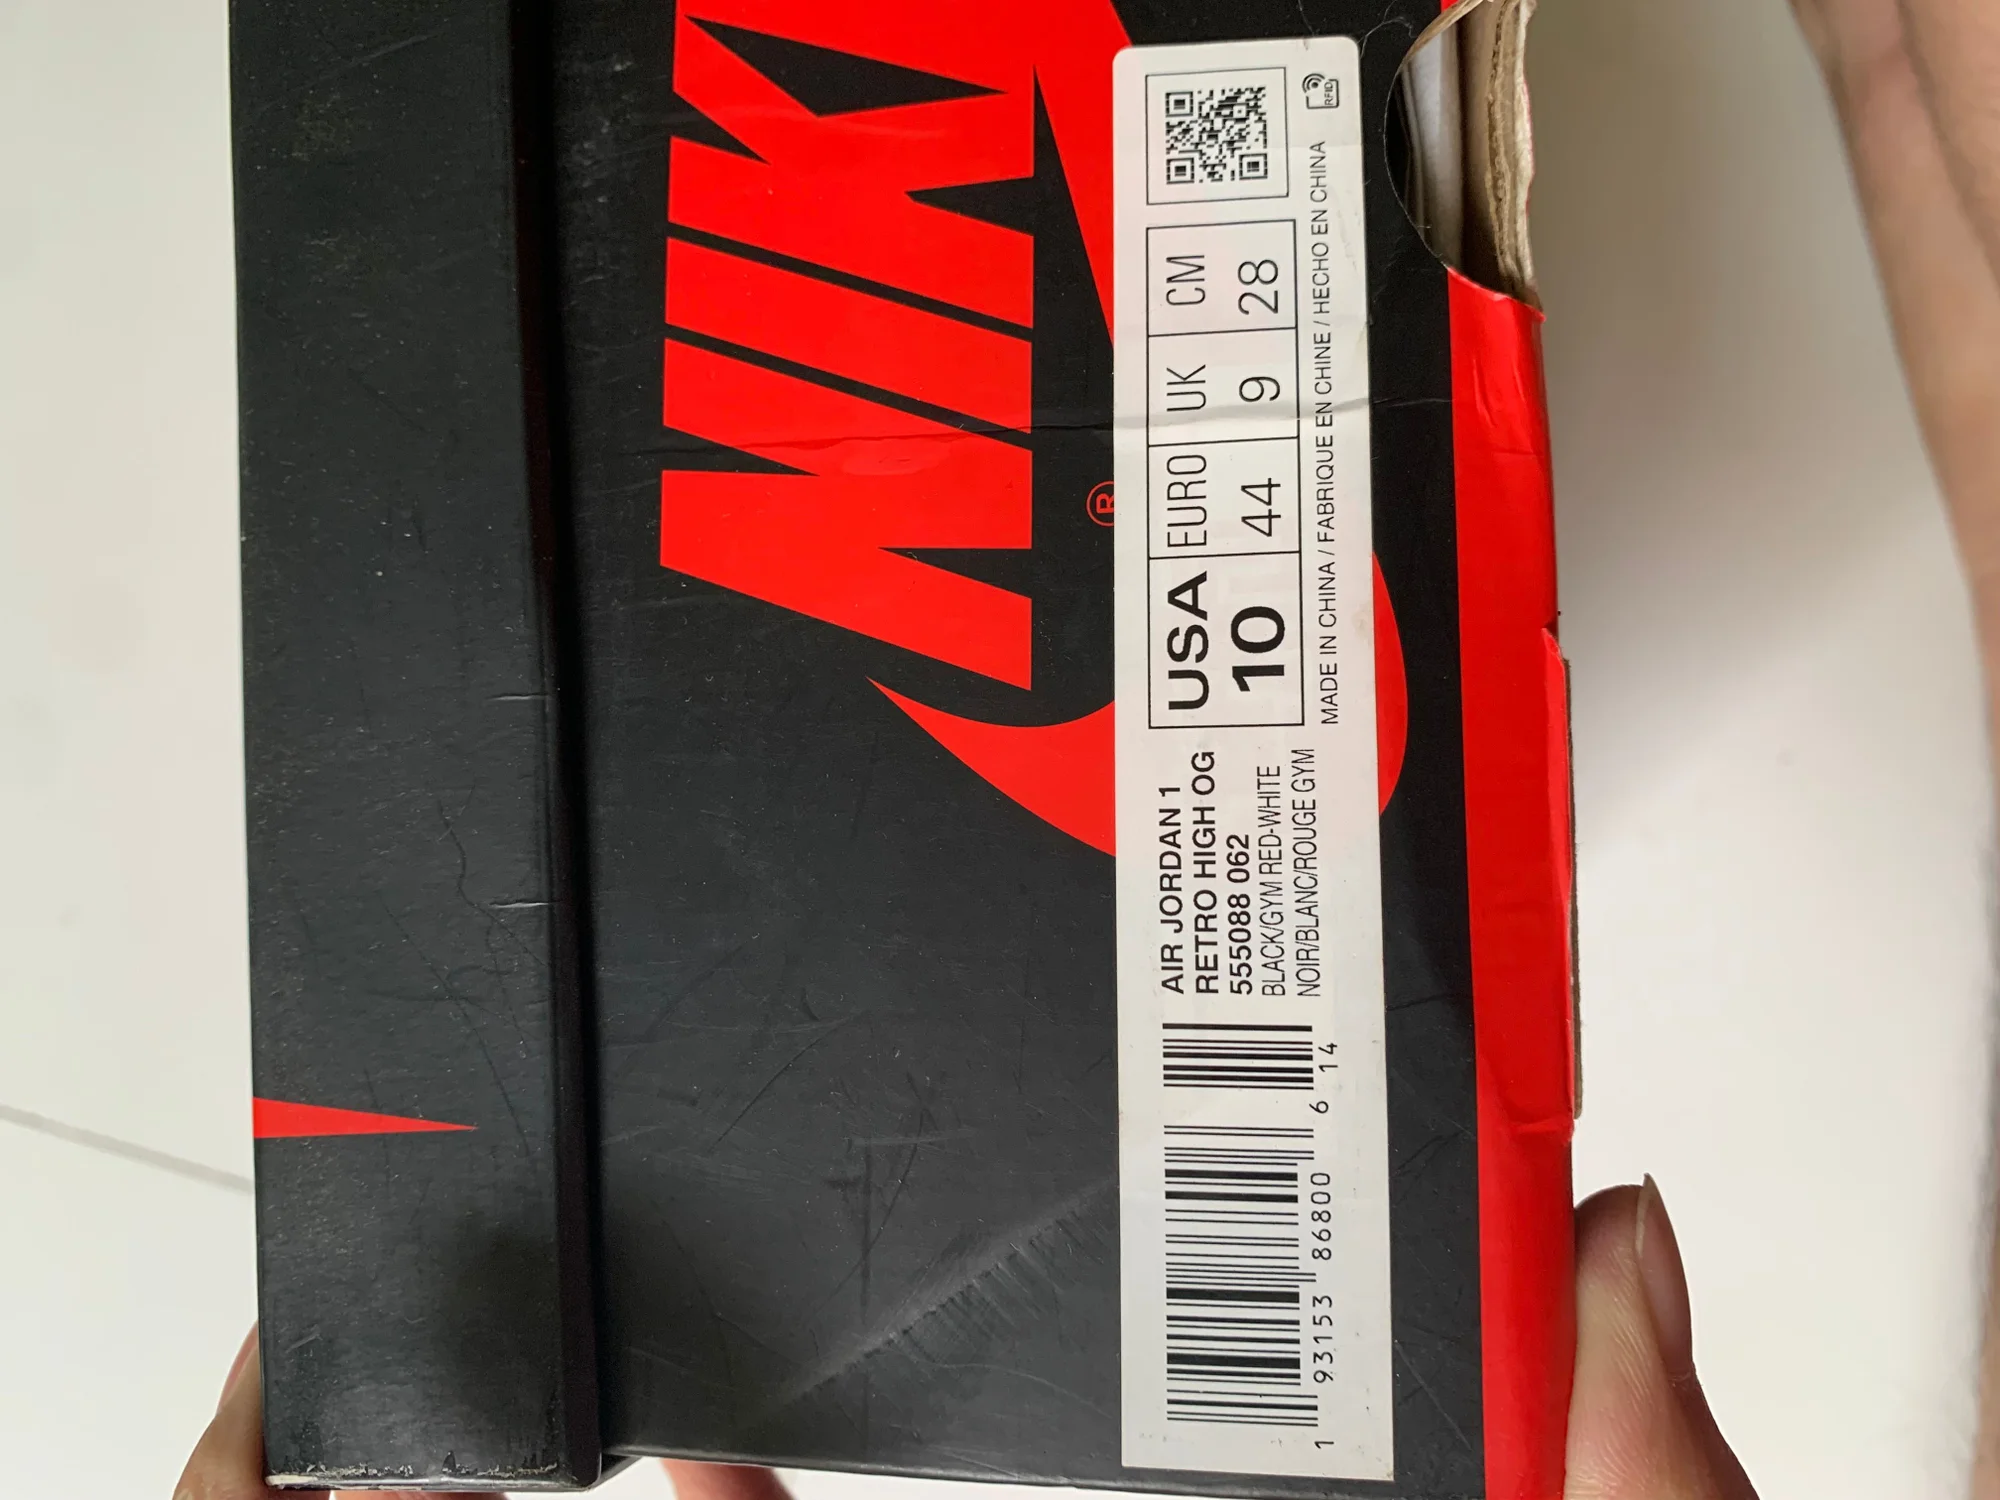 NIK
®
AIR JORDAN 1
RETRO HIGH OG
555088 062
BLACK/GYM RED-WHITE
NOIR/BLANC/ROUGE GYM
USA EURO UK CM
10 44 9 28
MADE IN CHINA / FABRIQUE EN CHINE / HECHO EN CHINA
RFID
1 93153 86800 6 14